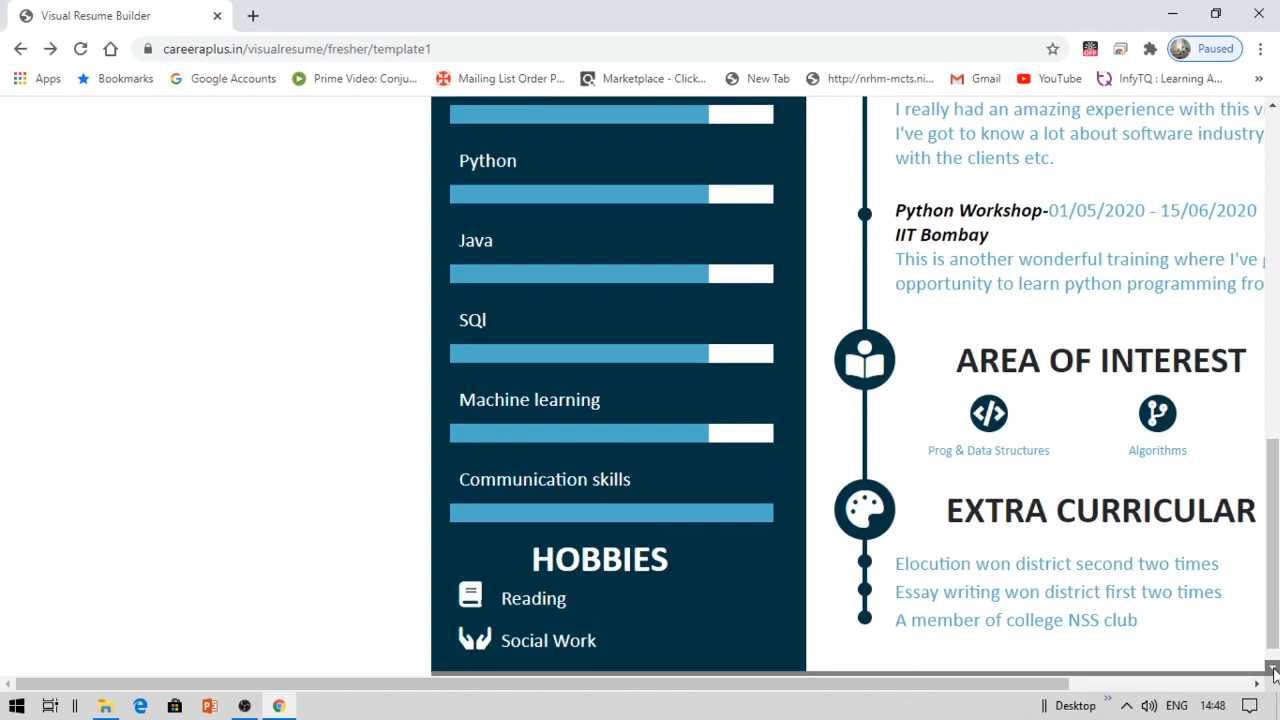 Visual Resume Builder
careeraplus.in/visualresume/fresher/template1
Paused
Apps
Bookmarks
Google Accounts
Prime Video: Conju...
Mailing List Order P...
Marketplace - Click...
New Tab
http://nrhm-mcts.ni...
Gmail
YouTube
InfyTQ : Learning A...
OFF
Python
Java
SQl
Machine learning
Communication skills
HOBBIES
Reading
Social Work
I really had an amazing experience with this
I've got to know a lot about software industry
with the clients etc.
Python Workshop-01/05/2020 - 15/06/2020
IIT Bombay
This is another wonderful training where I've
opportunity to learn python programming
AREA OF INTEREST
Prog & Data Structures
Algorithms
EXTRA CURRICULAR
Elocution won district second two times
Essay writing won district first two times
A member of college NSS club
Desktop
ENG
14:48